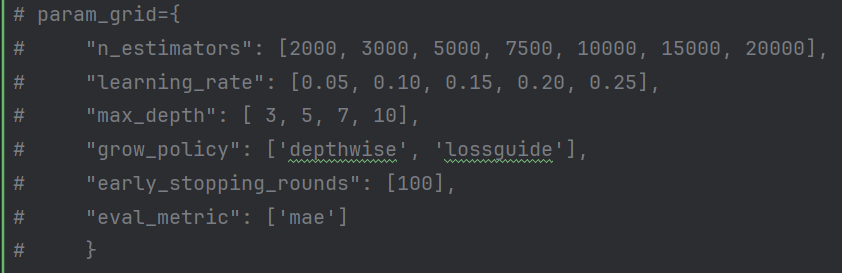 # param_grid={
#     "n_estimators": [2000, 3000, 5000, 7500, 10000, 15000, 20000],
#     "learning_rate": [0.05, 0.10, 0.15, 0.20, 0.25],
#     "max_depth": [ 3, 5, 7, 10],
#     "grow_policy": ['depthwise', 'lossguide'],
#     "early_stopping_rounds": [100],
#     "eval_metric": ['mae']
#     }